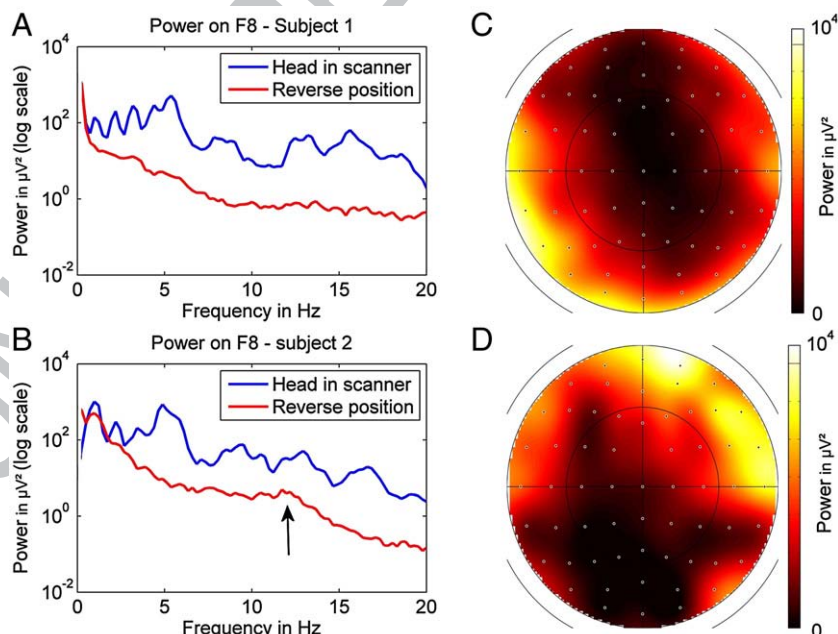 A
Power on F8 - Subject 1
10⁴
10²
10⁰
10⁻²
Power in µV² (log scale)
Head in scanner
Reverse position
0
5
10
15
20
Frequency in Hz
B
Power on F8 - subject 2
10⁴
10²
10⁰
10⁻²
Power in µV² (log scale)
Head in scanner
Reverse position
0
5
10
15
20
Frequency in Hz
C
10⁴
Power in µV²
0
D
10⁴
Power in µV²
0